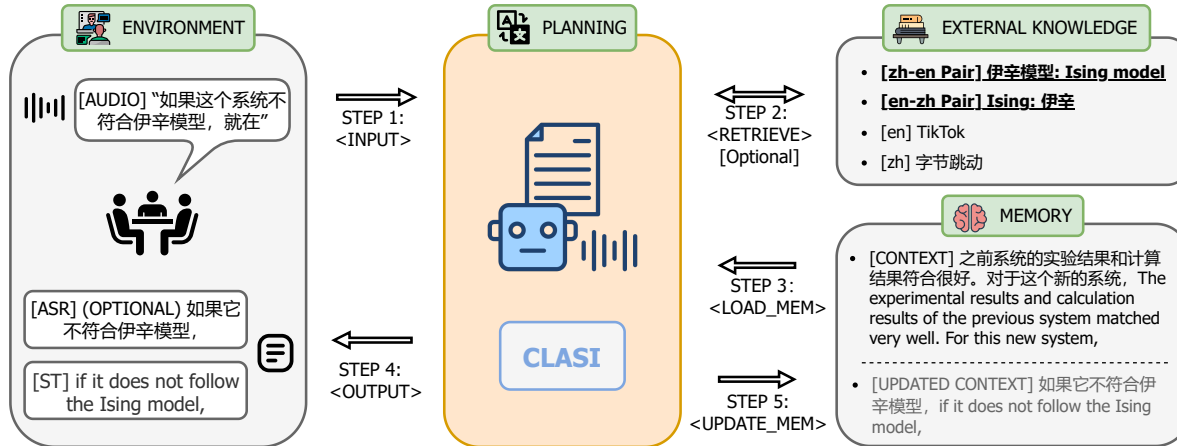 ENVIRONMENT
[AUDIO] “如果这个系统不
符合伊辛模型，就在”
[ASR] (OPTIONAL) 如果它
不符合伊辛模型,
[ST] if it does not follow
the Ising model,
STEP 1:
<INPUT>
STEP 4:
<OUTPUT>
PLANNING
CLASI
STEP 2:
<RETRIEVE>
[Optional]
STEP 3:
<LOAD_MEM>
STEP 5:
<UPDATE_MEM>
EXTERNAL KNOWLEDGE
• [zh-en Pair] 伊辛模型: Ising model
• [en-zh Pair] Ising: 伊辛
• [en] TikTok
• [zh] 字节跳动
MEMORY
• [CONTEXT] 之前系统的实验结果和计算
结果符合很好。对于这个新的系统，The
experimental results and calculation
results of the previous system matched
very well. For this new system,
• [UPDATED CONTEXT] 如果它不符合伊
辛模型，if it does not follow the Ising
model,